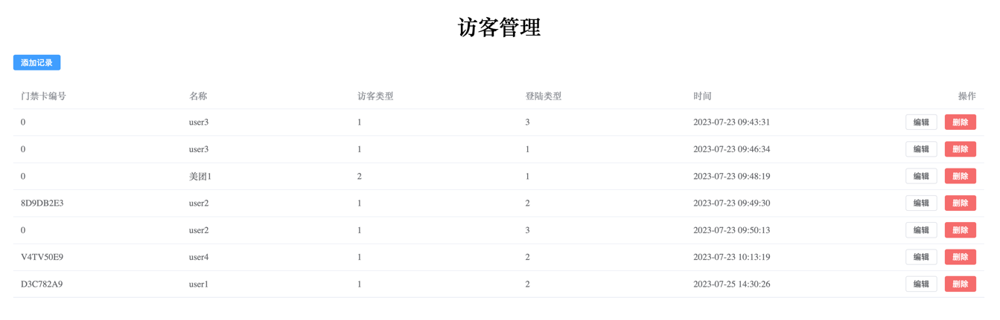 访客管理
添加记录
门禁卡编号 名称 访客类型 登陆类型 时间 操作
0 user3 1 3 2023-07-23 09:43:31 编辑 删除
0 user3 1 1 2023-07-23 09:46:34 编辑 删除
0 美团1 2 1 2023-07-23 09:48:19 编辑 删除
8D9DB2E3 user2 1 2 2023-07-23 09:49:30 编辑 删除
0 user2 1 3 2023-07-23 09:50:13 编辑 删除
V4TV50E9 user4 1 2 2023-07-23 10:13:19 编辑 删除
D3C782A9 user1 1 2 2023-07-25 14:30:26 编辑 删除